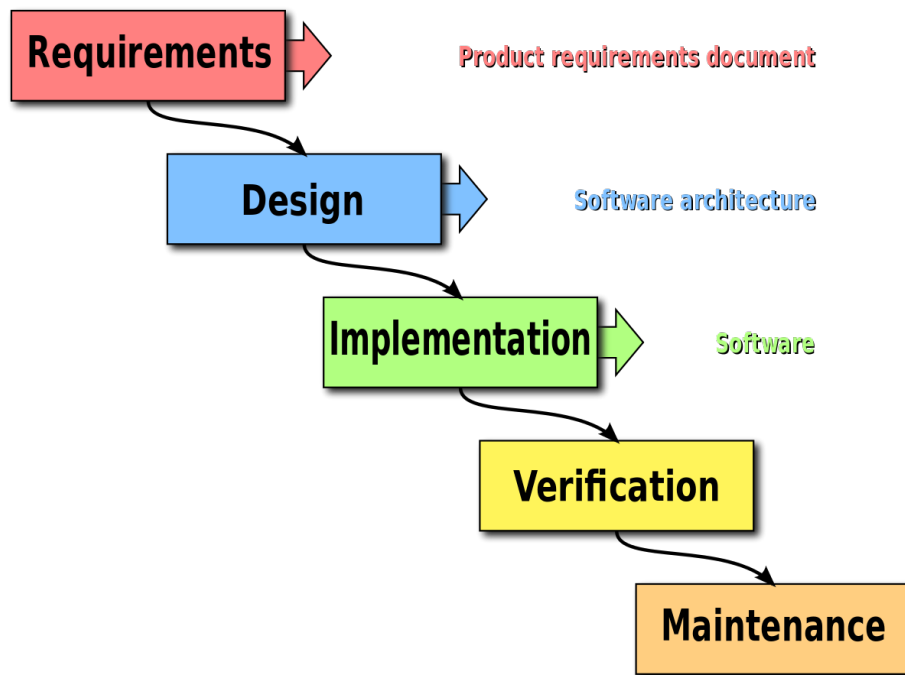 Requirements
Product requirements document
Design
Software architecture
Implementation
Software
Verification
Maintenance